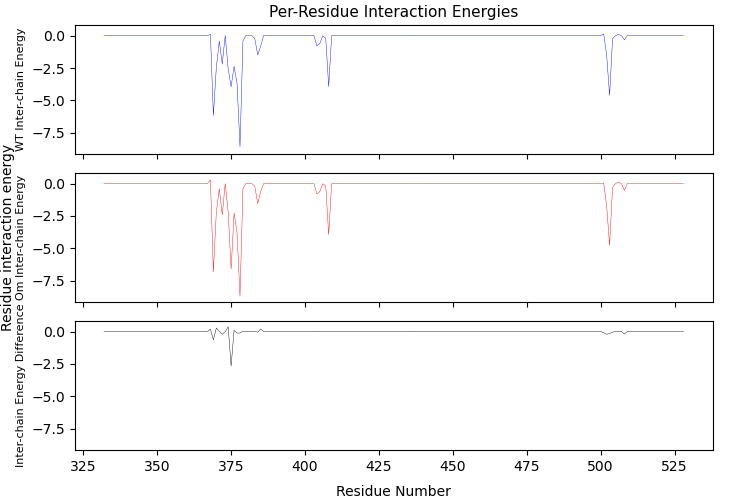 Per-Residue Interaction Energies
WT Inter-chain Energy
0.0
−2.5
−5.0
−7.5
Residue interaction energy
Om Inter-chain Energy
0.0
−2.5
−5.0
−7.5
Inter-chain Energy Difference
0.0
−2.5
−5.0
−7.5
325 350 375 400 425 450 475 500 525
Residue Number